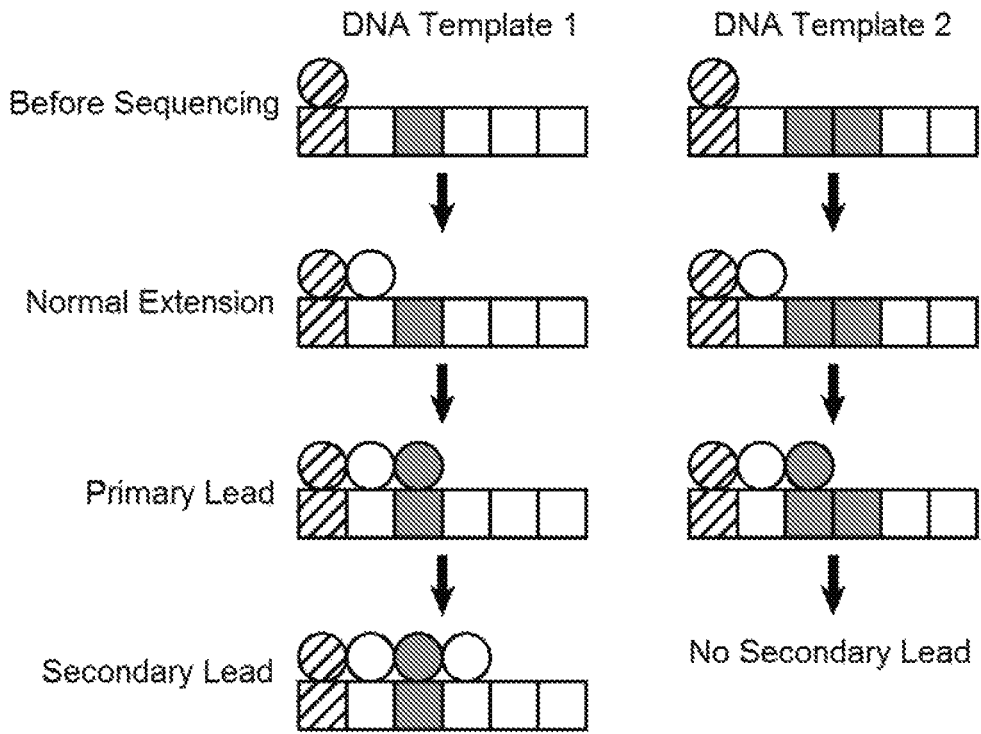 DNA Template 1
DNA Template 2
Before Sequencing
Normal Extension
Primary Lead
Secondary Lead
No Secondary Lead